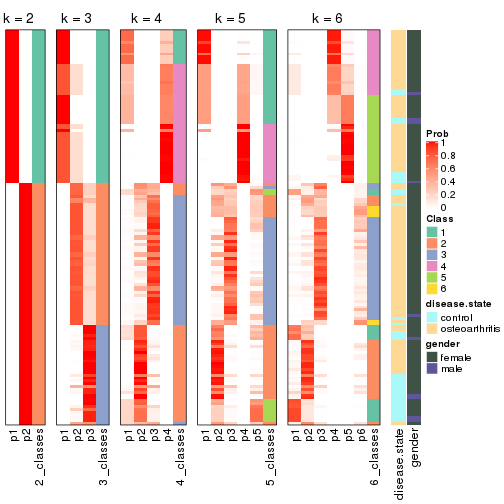 k = 2
k = 3
k = 4
k = 5
k = 6
Prob
1
0.8
0.6
0.4
0.2
0
Class
1
2
3
4
5
6
disease.state
control
osteoarthritis
gender
female
male
p1
p2
2_classes
p1
p2
p3
3_classes
p1
p2
p3
p4
4_classes
p1
p2
p3
p4
p5
5_classes
p1
p2
p3
p4
p5
p6
6_classes
disease.state
gender